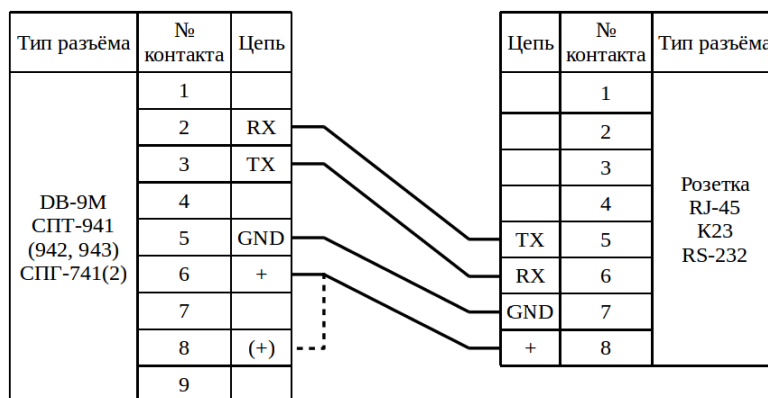 Тип разъёма
№
контакта
Цепь
1
2 RX
3 TX
4
5 GND
6 +
7
8 (+)
9
DB-9M
СПТ-941
(942, 943)
СПГ-741(2)
Цепь
№
контакта
Тип разъёма
1
2
3
4
TX 5
RX 6
GND 7
+ 8
Розетка
RJ-45
К23
RS-232